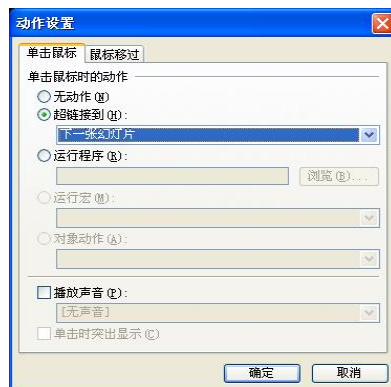 动作设置
单击鼠标 鼠标移过
单击鼠标时的动作
无动作(N)
超链接到(H):
下一张幻灯片
运行程序(R):
浏览(B)...
运行宏(M):
对象动作(A):
播放声音(P):
[无声音]
单击时突出显示(C)
确定 取消